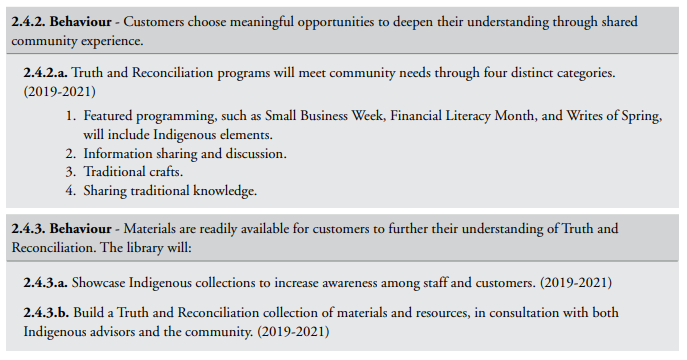 2.4.2. Behaviour - Customers choose meaningful opportunities to deepen their understanding through shared
community experience.
2.4.2.a. Truth and Reconciliation programs will meet community needs through four distinct categories.
(2019-2021)
1. Featured programming, such as Small Business Week, Financial Literacy Month, and Writes of Spring,
will include Indigenous elements.
2. Information sharing and discussion.
3. Traditional crafts.
4. Sharing traditional knowledge.
2.4.3. Behaviour - Materials are readily available for customers to further their understanding of Truth and
Reconciliation. The library will:
2.4.3.a. Showcase Indigenous collections to increase awareness among staff and customers. (2019-2021)
2.4.3.b. Build a Truth and Reconciliation collection of materials and resources, in consultation with both
Indigenous advisors and the community. (2019-2021)